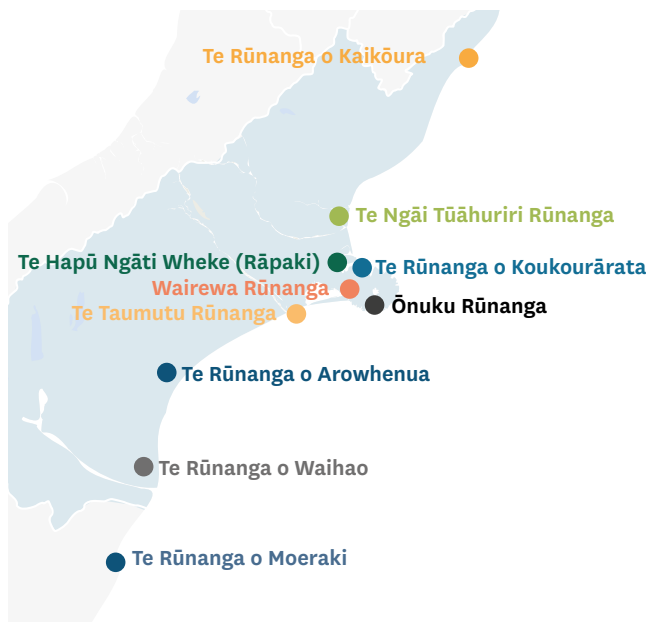 Te Rūnanga o Kaikōura
Te Ngāi Tūāhuriri Rūnanga
Te Hapū Ngāti Wheke (Rāpaki)
Te Rūnanga o Koukourārata
Wairewa Rūnanga
Ōnuku Rūnanga
Te Taumutu Rūnanga
Te Rūnanga o Arowhenua
Te Rūnanga o Waihao
Te Rūnanga o Moeraki